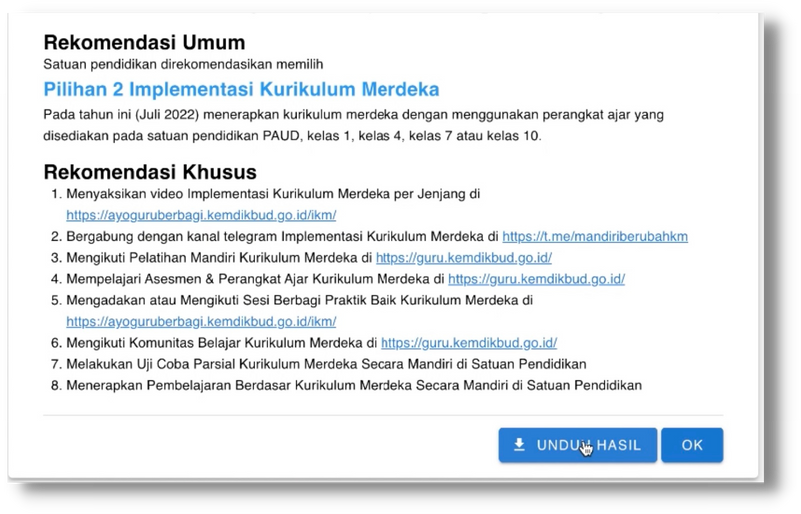 Rekomendasi Umum
Satuan pendidikan direkomendasikan memilih
Pilihan 2 Implementasi Kurikulum Merdeka
Pada tahun ini (Juli 2022) menerapkan kurikulum merdeka dengan menggunakan perangkat ajar yang
disediakan pada satuan pendidikan PAUD, kelas 1, kelas 4, kelas 7 atau kelas 10.
Rekomendasi Khusus
1. Menyaksikan video Implementasi Kurikulum Merdeka per Jenjang di
https://ayoguruberbagi.kemdikbud.go.id/ikm/
2. Bergabung dengan kanal telegram Implementasi Kurikulum Merdeka di https://t.me/mandiriberubahkm
3. Mengikuti Pelatihan Mandiri Kurikulum Merdeka di https://guru.kemdikbud.go.id/
4. Mempelajari Asesmen & Perangkat Ajar Kurikulum Merdeka di https://guru.kemdikbud.go.id/
5. Mengadakan atau Mengikuti Sesi Berbagi Praktik Baik Kurikulum Merdeka di
https://ayoguruberbagi.kemdikbud.go.id/ikm/
6. Mengikuti Komunitas Belajar Kurikulum Merdeka di https://guru.kemdikbud.go.id/
7. Melakukan Uji Coba Parsial Kurikulum Merdeka Secara Mandiri di Satuan Pendidikan
8. Menerapkan Pembelajaran Berdasar Kurikulum Merdeka Secara Mandiri di Satuan Pendidikan
UNDUH HASIL
OK